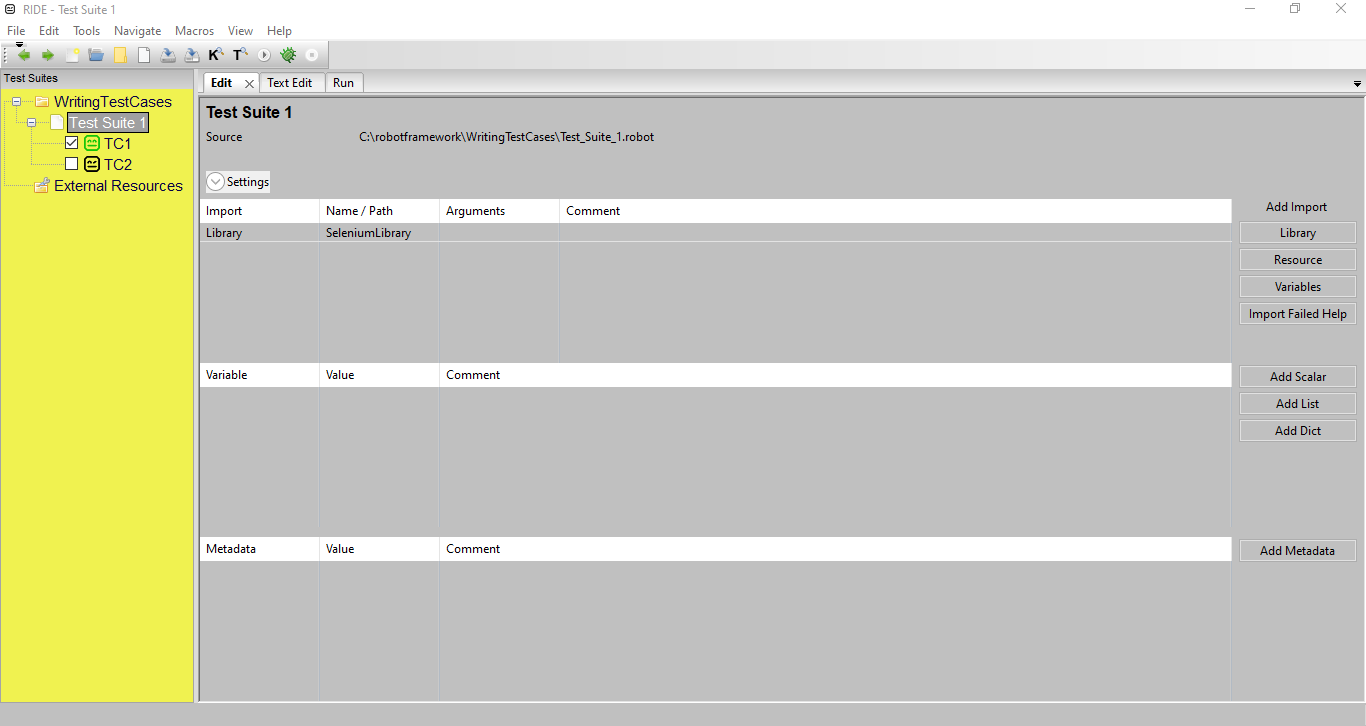 RIDE - Test Suite 1
File Edit Tools Navigate Macros View Help
K T
Test Suites
WritingTestCases
Test Suite 1
TC1
TC2
External Resources
Edit Text Edit Run
Test Suite 1
Source C:\robotframework\WritingTestCases\Test_Suite_1.robot
Settings
Import Name / Path Arguments Comment
Library SeleniumLibrary
Add Import
Library
Resource
Variables
Import Failed Help
Variable Value Comment
Add Scalar
Add List
Add Dict
Metadata Value Comment
Add Metadata